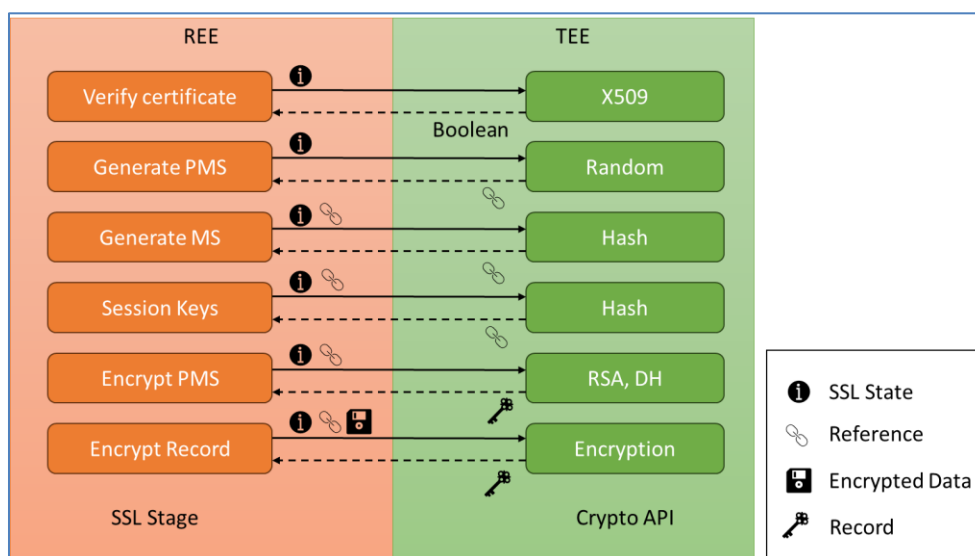 REE
TEE
Verify certificate
X509
Boolean
Generate PMS
Random
Generate MS
Hash
Session Keys
Hash
Encrypt PMS
RSA, DH
Encrypt Record
Encryption
SSL Stage
Crypto API
SSL State
Reference
Encrypted Data
Record